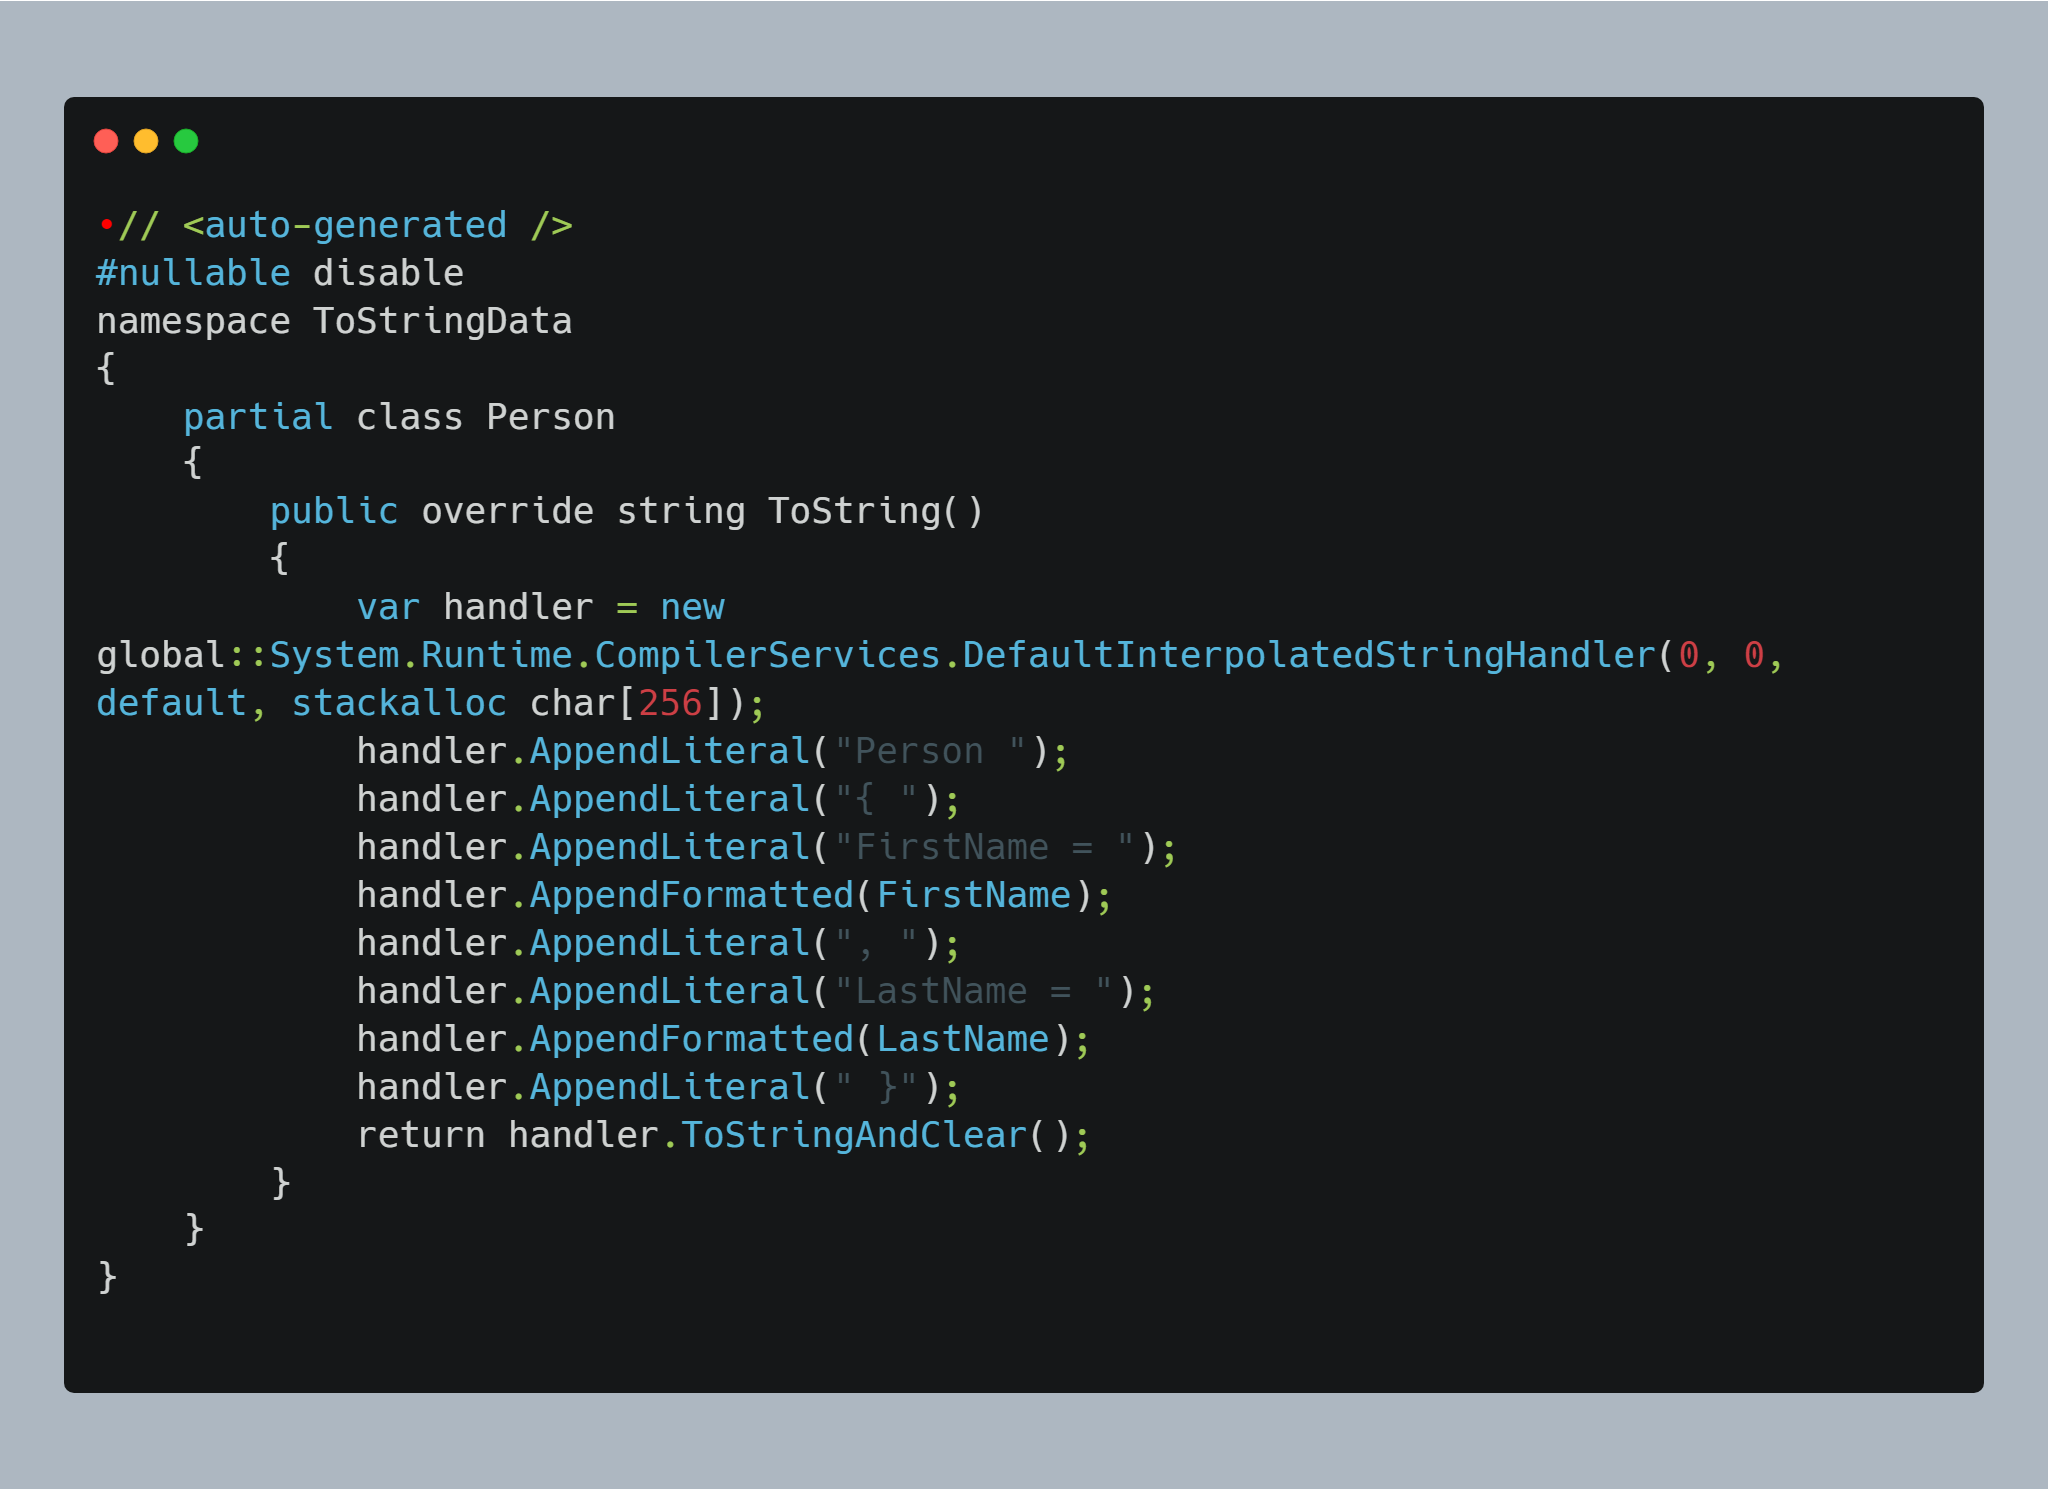 •// <auto-generated />
#nullable disable
namespace ToStringData
{
    partial class Person
    {
        public override string ToString()
        {
            var handler = new
global::System.Runtime.CompilerServices.DefaultInterpolatedStringHandler(0, 0,
default, stackalloc char[256]);
            handler.AppendLiteral("Person ");
            handler.AppendLiteral("{ ");
            handler.AppendLiteral("FirstName = ");
            handler.AppendFormatted(FirstName);
            handler.AppendLiteral(", ");
            handler.AppendLiteral("LastName = ");
            handler.AppendFormatted(LastName);
            handler.AppendLiteral(" }");
            return handler.ToStringAndClear();
        }
    }
}